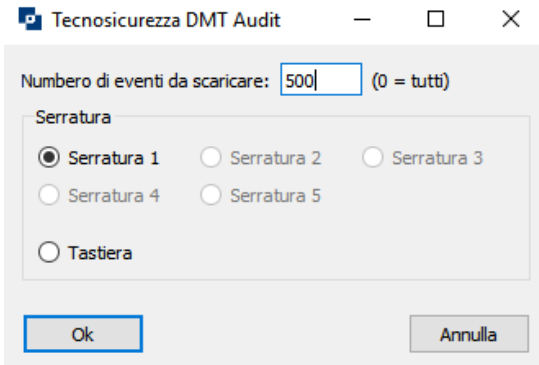 Tecnosicurezza DMT Audit
Numbero di eventi da scaricare: 500 (0 = tutti)
Serratura
Serratura 1 Serratura 2 Serratura 3
Serratura 4 Serratura 5
Tastiera
Ok Annulla